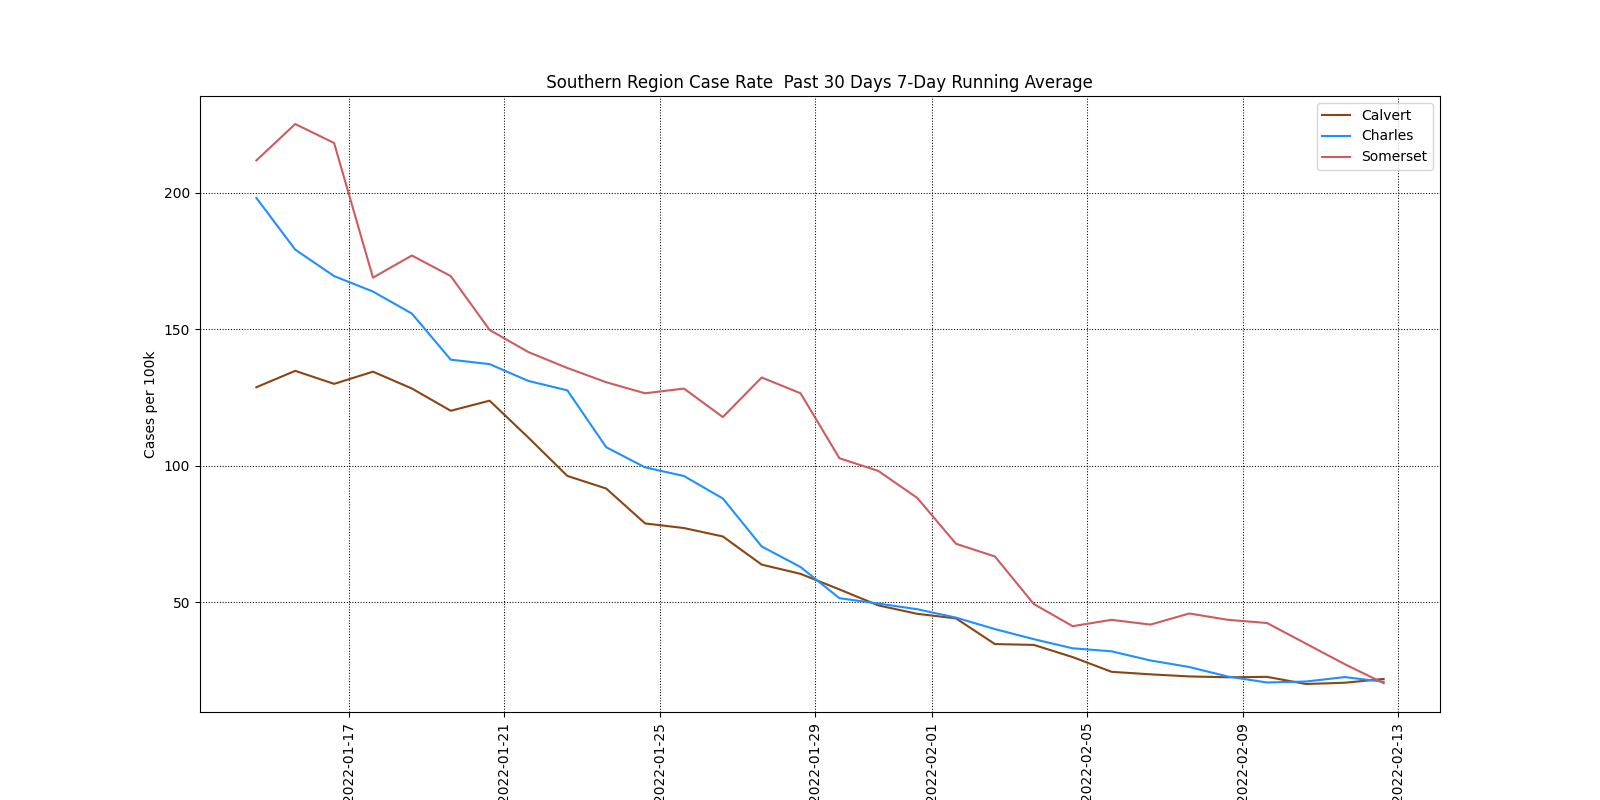 Southern Region Case Rate  Past 30 Days 7-Day Running Average
Calvert
Charles
Somerset
Cases per 100k
200
150
100
50
2022-01-17
2022-01-21
2022-01-25
2022-01-29
2022-02-01
2022-02-05
2022-02-09
2022-02-13